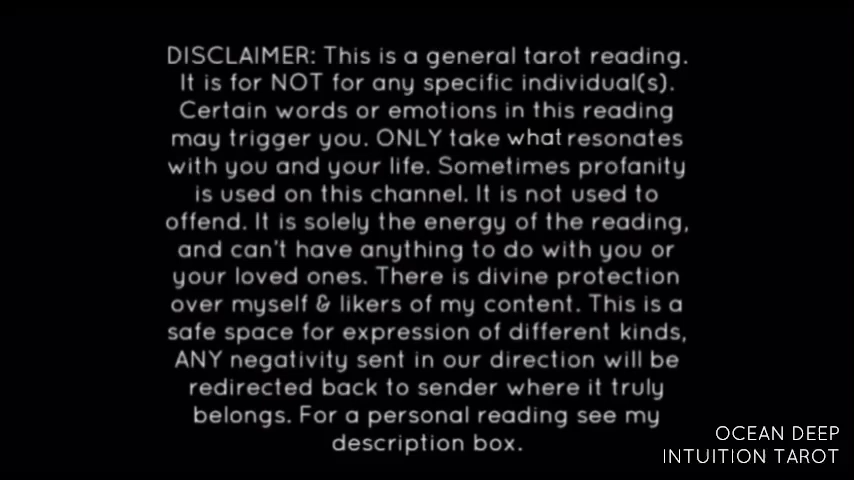 DISCLAIMER: This is a general tarot reading.
It is for NOT for any specific individual(s).
Certain words or emotions in this reading
may trigger you. ONLY take what resonates
with you and your life. Sometimes profanity
is used on this channel. It is not used to
offend. It is solely the energy of the reading,
and can't have anything to do with you or
your loved ones. There is divine protection
over myself & likers of my content. This is a
safe space for expression of different kinds,
ANY negativity sent in our direction will be
redirected back to sender where it truly
belongs. For a personal reading see my
description box.
OCEAN DEEP
INTUITION TAROT